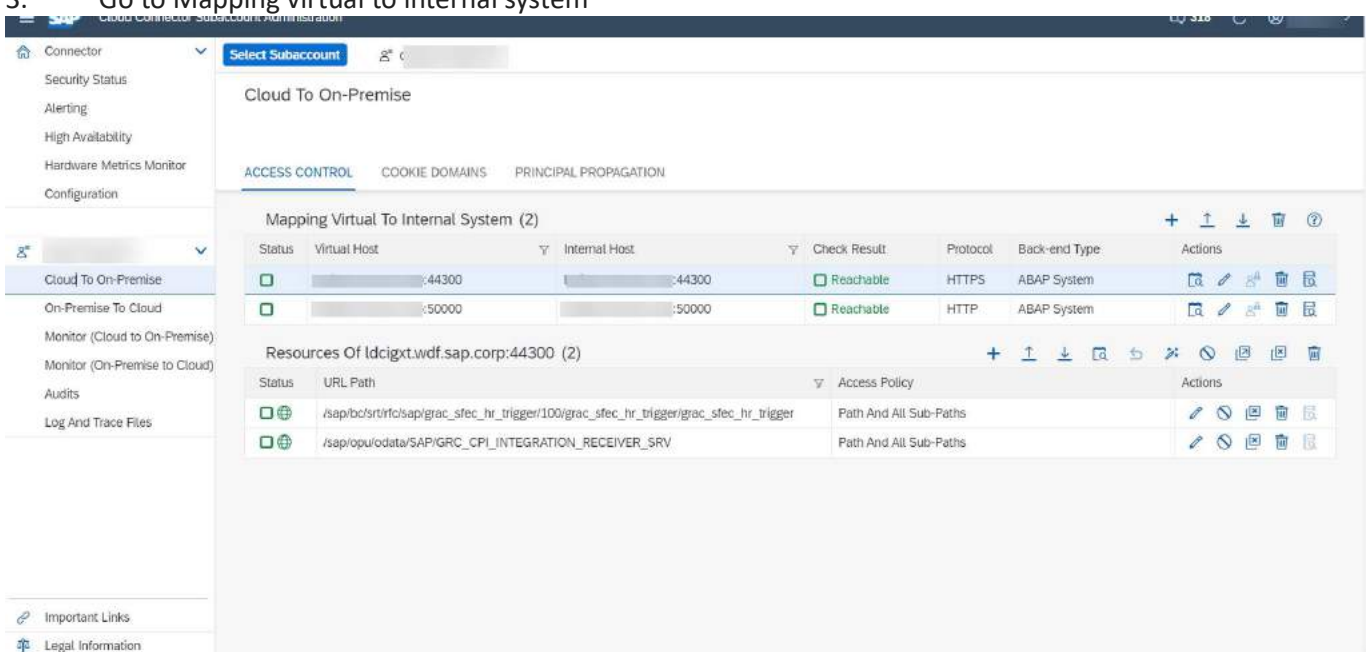 3. Go to Mapping virtual to internal system
SAP Cloud Connector Subaccount Administration 318
Connector
Security Status
Alerting
High Availability
Hardware Metrics Monitor
Configuration
Cloud To On-Premise
On-Premise To Cloud
Monitor (Cloud to On-Premise)
Monitor (On-Premise to Cloud)
Audits
Log And Trace Files
Important Links
Legal Information
Select Subaccount
Cloud To On-Premise
ACCESS CONTROL COOKIE DOMAINS PRINCIPAL PROPAGATION
Mapping Virtual To Internal System (2)
Status Virtual Host Internal Host Check Result Protocol Back-end Type Actions
:44300 :44300 Reachable HTTPS ABAP System
:50000 :50000 Reachable HTTP ABAP System
Resources Of ldcigxt.wdf.sap.corp:44300 (2)
Status URL Path Access Policy Actions
/sap/bc/srt/rfc/sap/grac_sfec_hr_trigger/100/grac_sfec_hr_trigger/grac_sfec_hr_trigger Path And All Sub-Paths
/sap/opu/odata/SAP/GRC_CPI_INTEGRATION_RECEIVER_SRV Path And All Sub-Paths